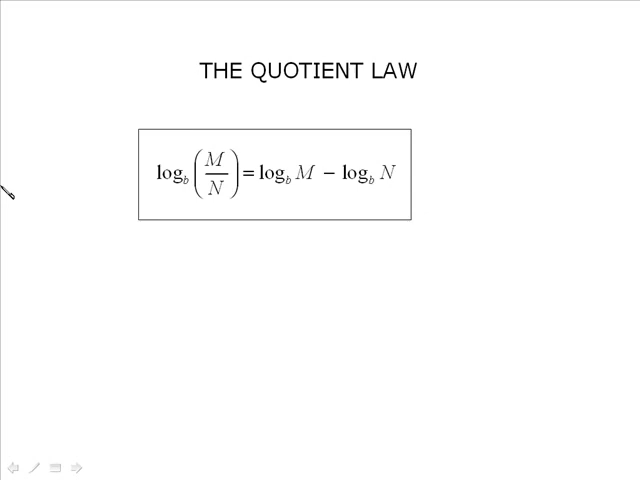 THE QUOTIENT LAW
log_b (M/N) = log_b M − log_b N